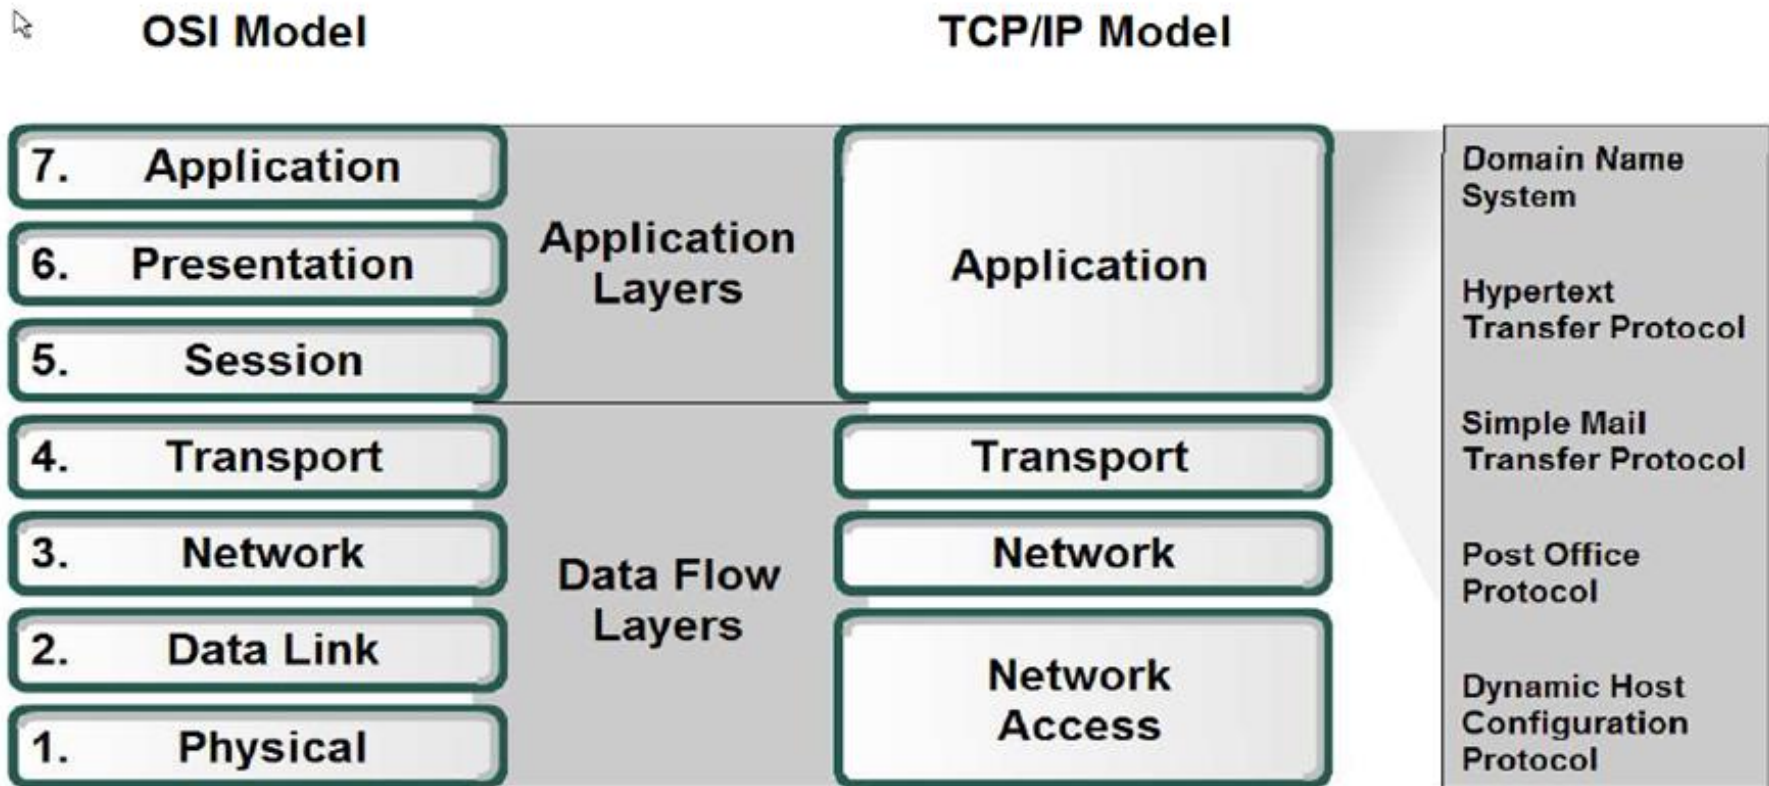 OSI Model
TCP/IP Model
7. Application
6. Presentation
5. Session
4. Transport
3. Network
2. Data Link
1. Physical
Application
Layers
Data Flow
Layers
Application
Transport
Network
Network
Access
Domain Name
System
Hypertext
Transfer Protocol
Simple Mail
Transfer Protocol
Post Office
Protocol
Dynamic Host
Configuration
Protocol